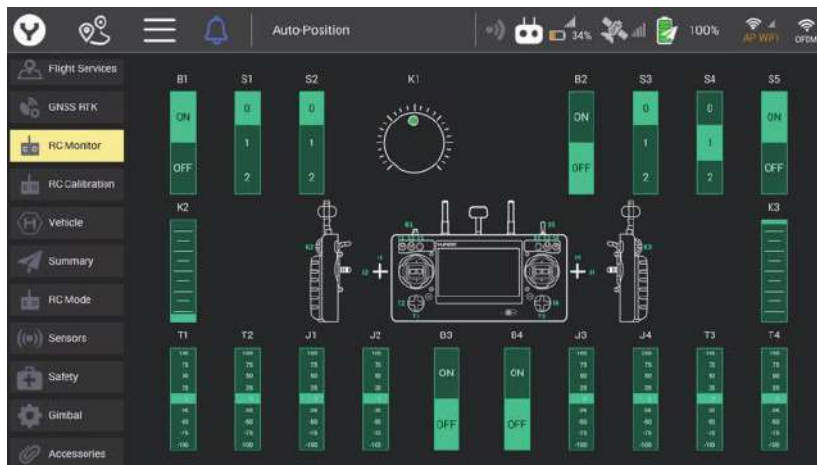 Auto-Position
34%
100%
AP WIFI
OFDM
Flight Services
GNSS RTK
RC Monitor
RC Calibration
Vehicle
Summary
RC Mode
Sensors
Safety
Gimbal
Accessories
B1 S1 S2 K1 B2 S3 S4 S5
ON 0 0 ON 0 0 ON
1 1 1 1
OFF 2 2 OFF 2 2 OFF
K2 K3
T1 T2 J1 J2 B3 B4 J3 J4 T3 T4
ON ON
OFF OFF